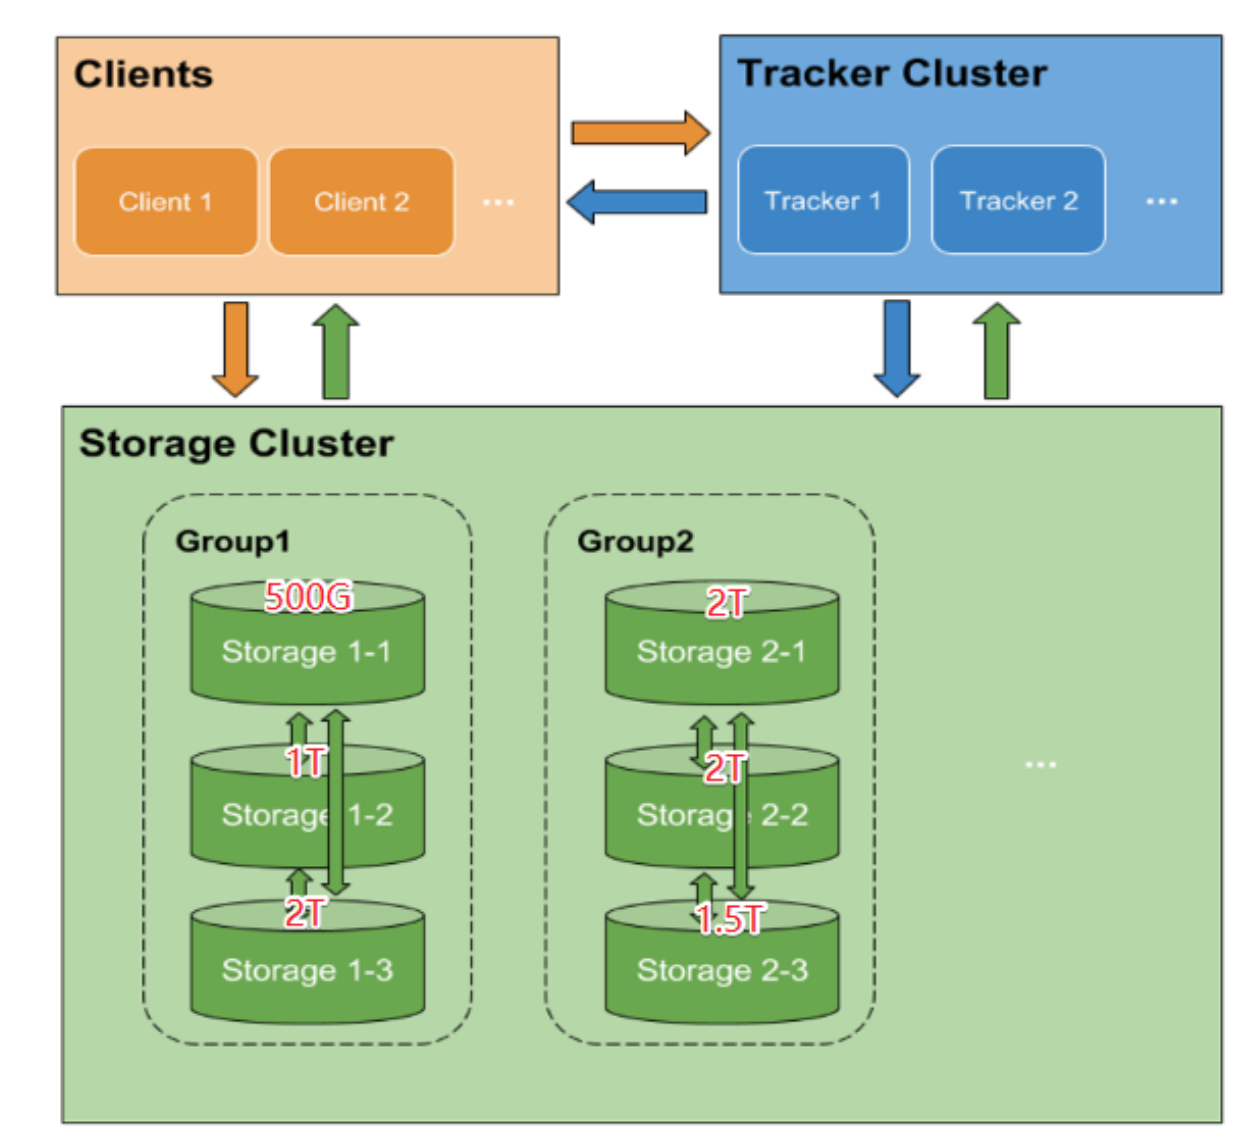 Clients
Client 1
Client 2
...
Tracker Cluster
Tracker 1
Tracker 2
...
Storage Cluster
Group1
500G
Storage 1-1
1T
Storage 1-2
2T
Storage 1-3
Group2
2T
Storage 2-1
2T
Storage 2-2
1.5T
Storage 2-3
...